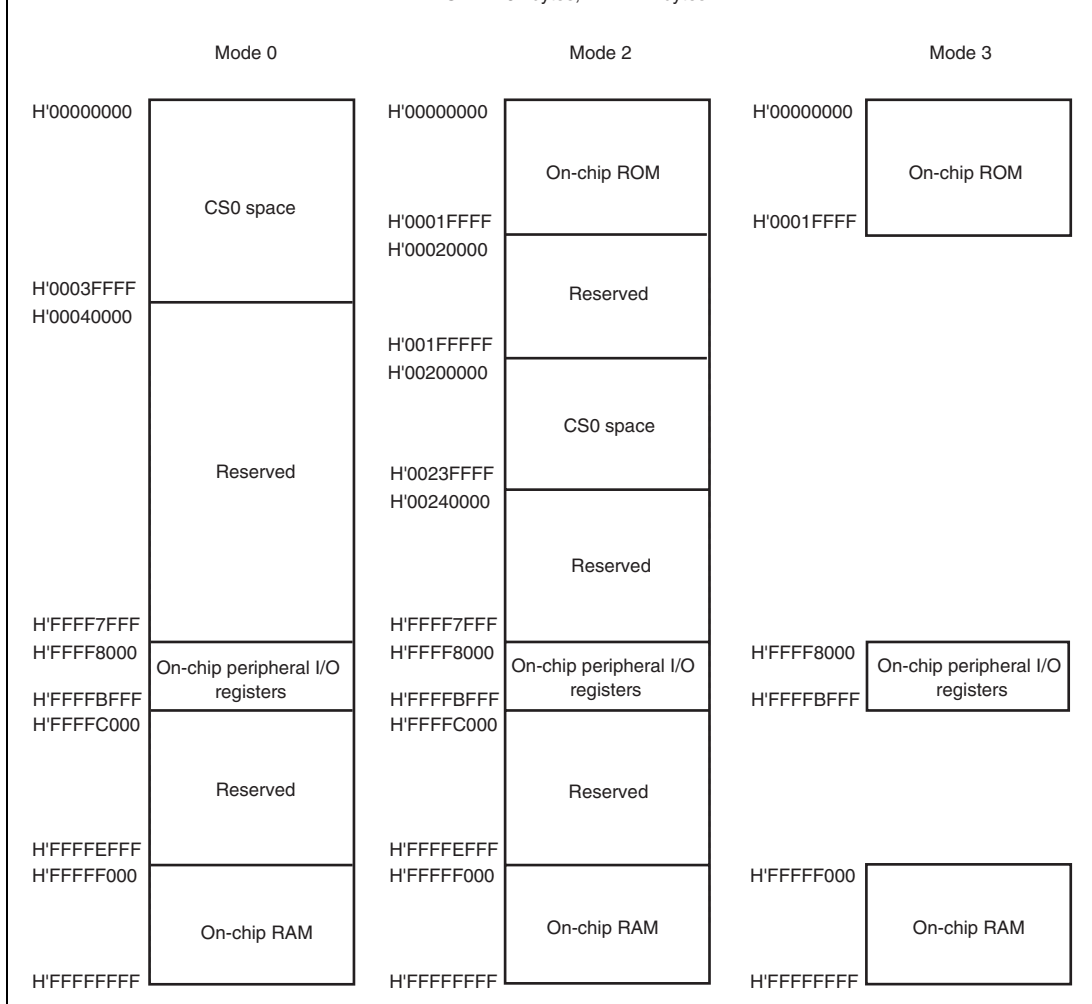 Mode 0
H'00000000
CS0 space
H'0003FFFF
H'00040000
Reserved
H'FFFF7FFF
H'FFFF8000
On-chip peripheral I/O
registers
H'FFFFBFFF
H'FFFFC000
Reserved
H'FFFFEFFF
H'FFFFF000
On-chip RAM
H'FFFFFFFF
Mode 2
H'00000000
On-chip ROM
H'0001FFFF
H'00020000
Reserved
H'001FFFFF
H'00200000
CS0 space
H'0023FFFF
H'00240000
Reserved
H'FFFF7FFF
H'FFFF8000
On-chip peripheral I/O
registers
H'FFFFBFFF
H'FFFFC000
Reserved
H'FFFFEFFF
H'FFFFF000
On-chip RAM
H'FFFFFFFF
Mode 3
H'00000000
On-chip ROM
H'0001FFFF
H'FFFF8000
On-chip peripheral I/O
registers
H'FFFFBFFF
H'FFFFF000
On-chip RAM
H'FFFFFFFF